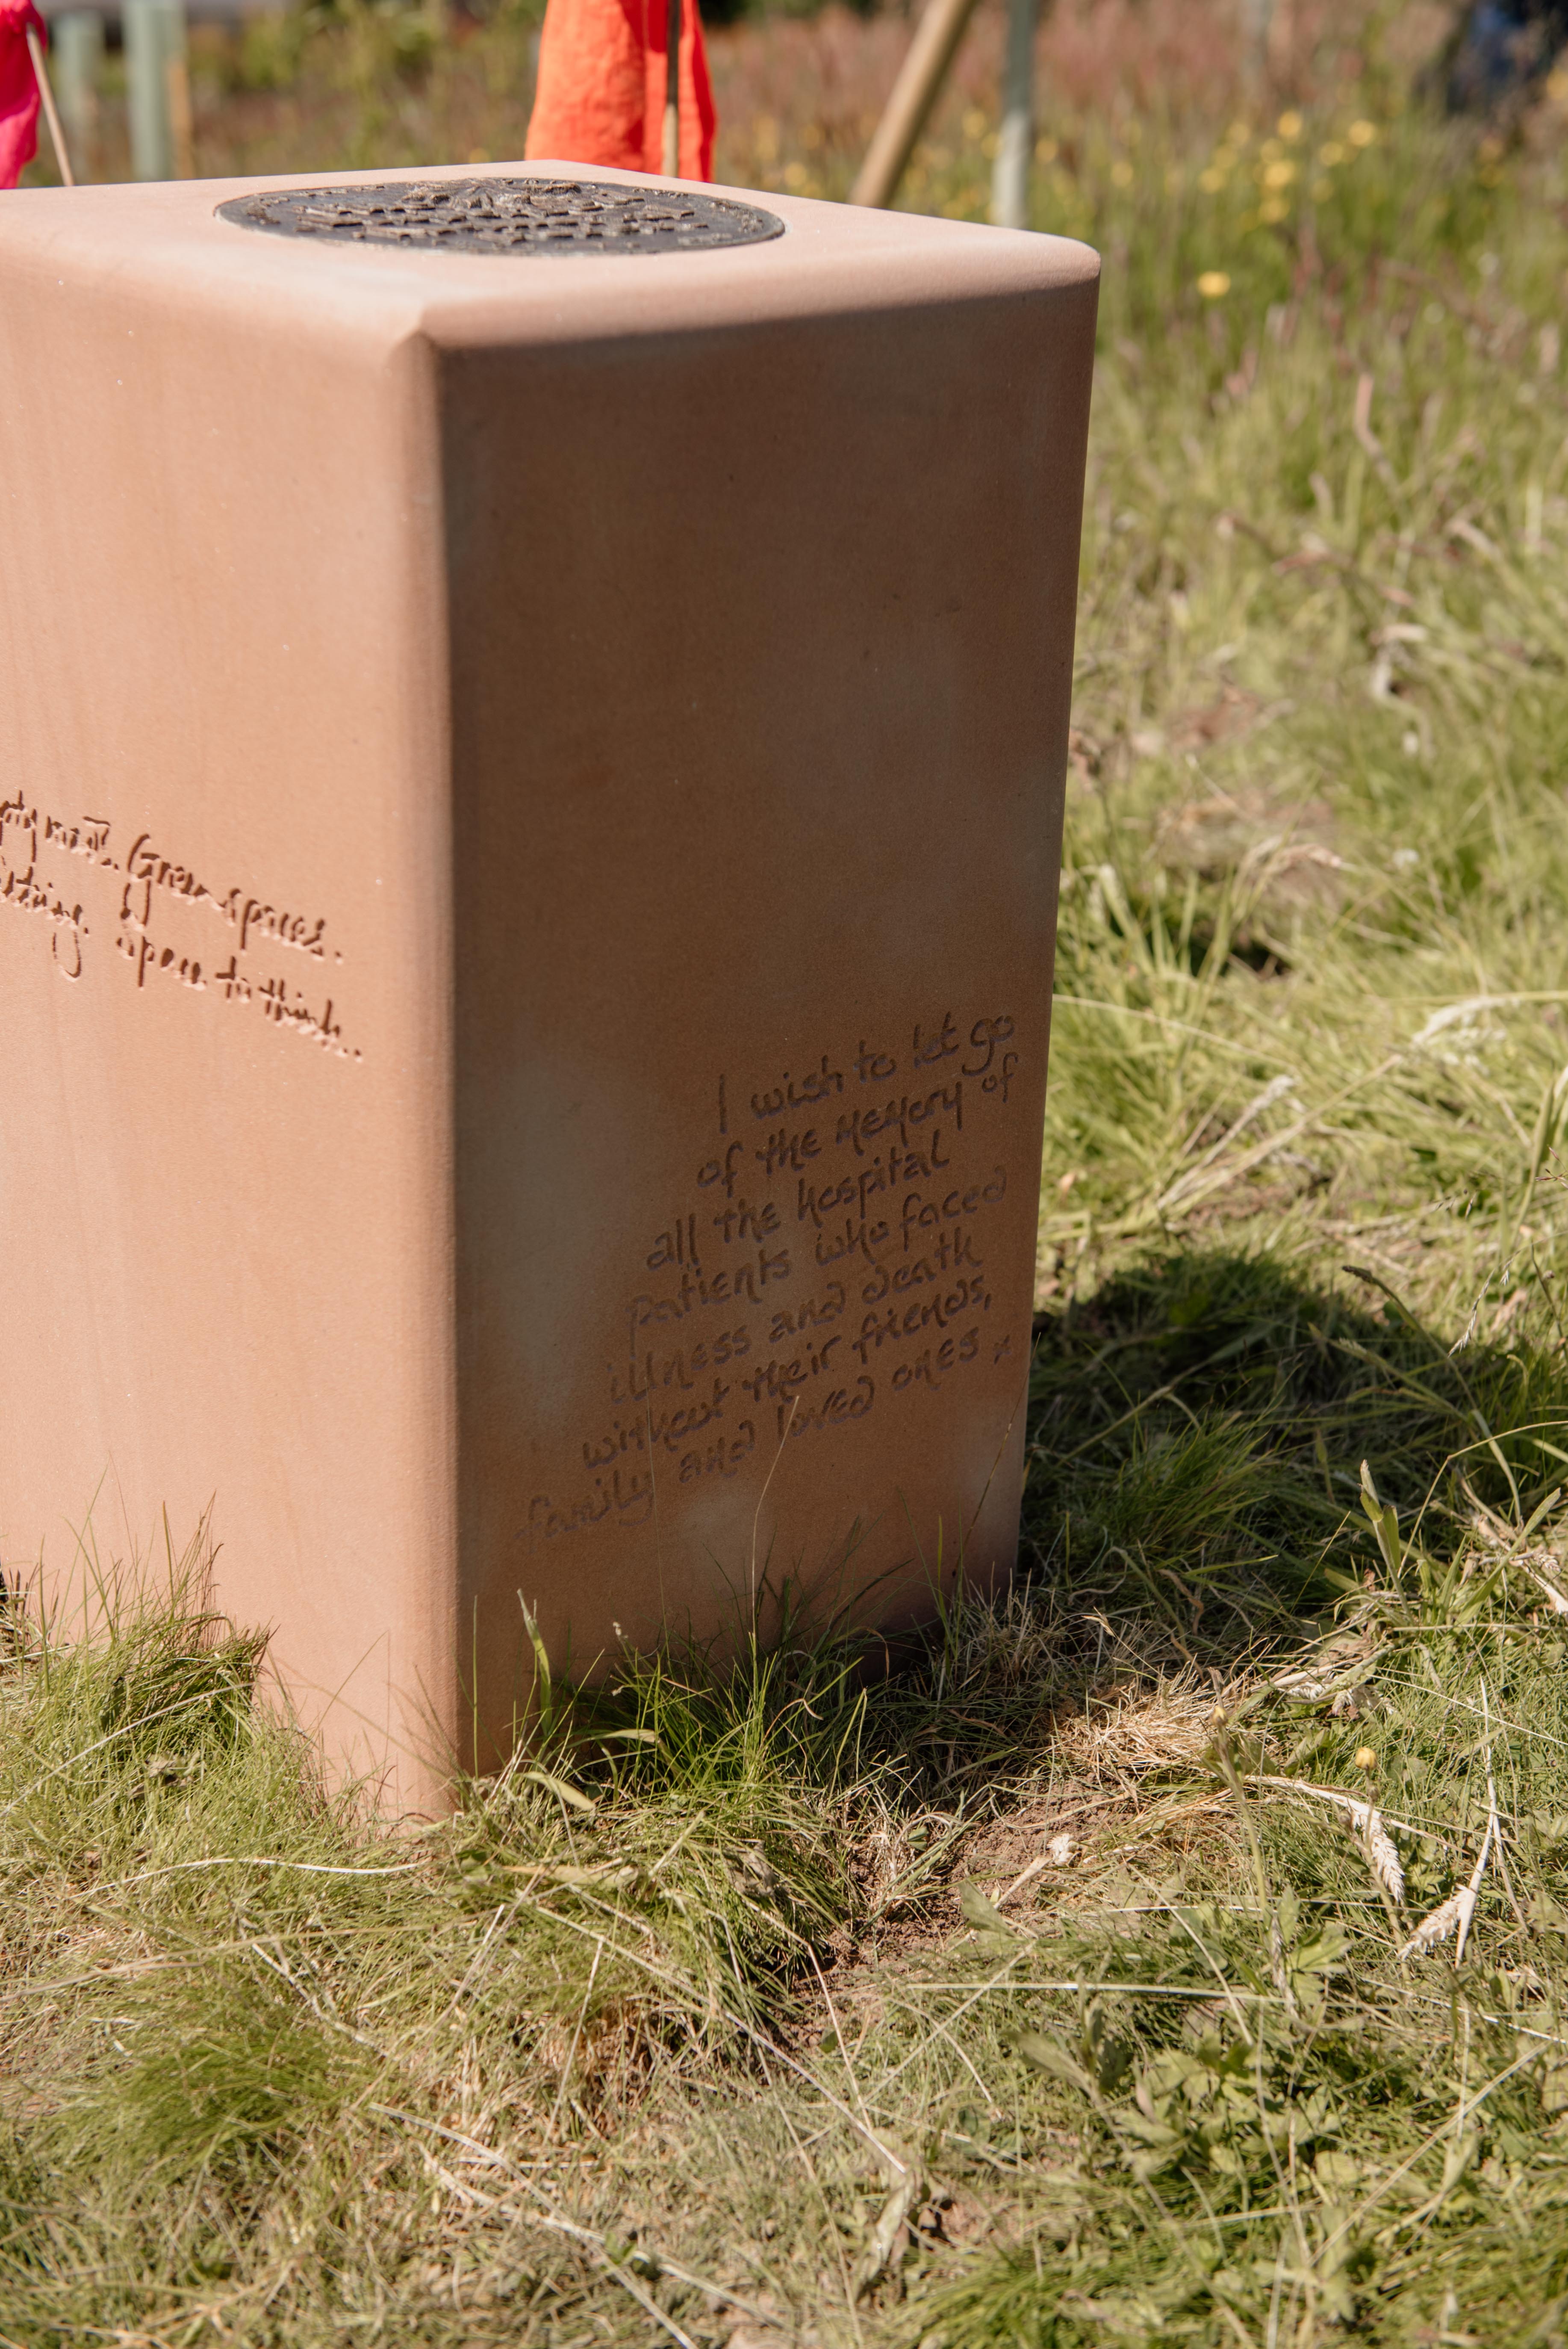 Green spaces.
space to think..
I wish to let go
of the memory of
all the hospital
patients who faced
illness and death
without their friends,
family and loved ones x